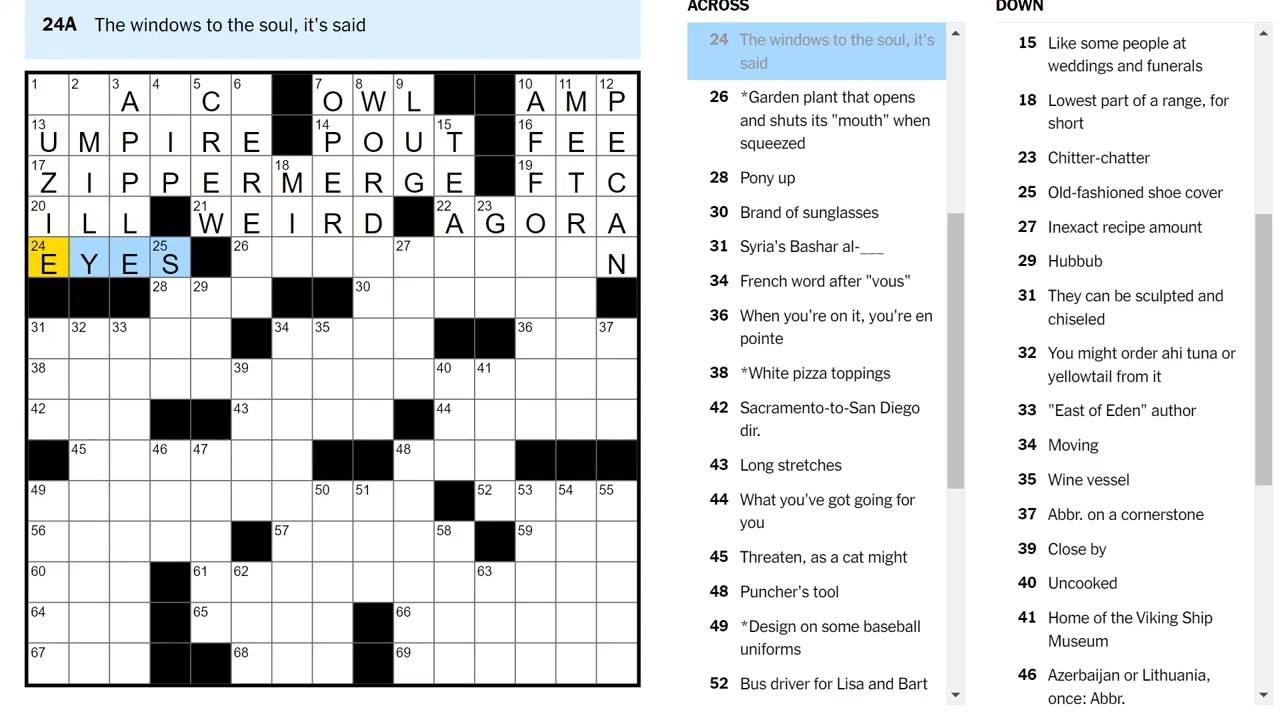 24A The windows to the soul, it's said
1 2 3 A 4 5 C 6 7 O 8 W 9 L 10 A 11 M 12 P
13 U M P I R E 14 P O U 15 T 16 F E E
17 Z I P P E R 18 M E R G E 19 F T C
20 I L L 21 W E I R D 22 A 23 G O R A
24 E Y E 25 S 26 27 N
28 29 30
31 32 33 34 35 36 37
38 39 40 41
42 43 44
45 46 47 48
49 50 51 52 53 54 55
56 57 58 59
60 61 62 63
64 65 66
67 68 69
ACROSS
24 The windows to the soul, it's
said
26 *Garden plant that opens
and shuts its "mouth" when
squeezed
28 Pony up
30 Brand of sunglasses
31 Syria's Bashar al-___
34 French word after "vous"
36 When you're on it, you're en
pointe
38 *White pizza toppings
42 Sacramento-to-San Diego
dir.
43 Long stretches
44 What you've got going for
you
45 Threaten, as a cat might
48 Puncher's tool
49 *Design on some baseball
uniforms
52 Bus driver for Lisa and Bart
DOWN
15 Like some people at
weddings and funerals
18 Lowest part of a range, for
short
23 Chitter-chatter
25 Old-fashioned shoe cover
27 Inexact recipe amount
29 Hubbub
31 They can be sculpted and
chiseled
32 You might order ahi tuna or
yellowtail from it
33 "East of Eden" author
34 Moving
35 Wine vessel
37 Abbr. on a cornerstone
39 Close by
40 Uncooked
41 Home of the Viking Ship
Museum
46 Azerbaijan or Lithuania,
once: Abbr.